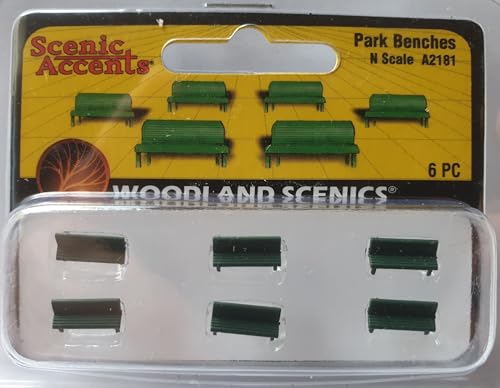 Scenic
Accents®
Park Benches
N Scale A2181
6 PC
WOODLAND SCENICS®